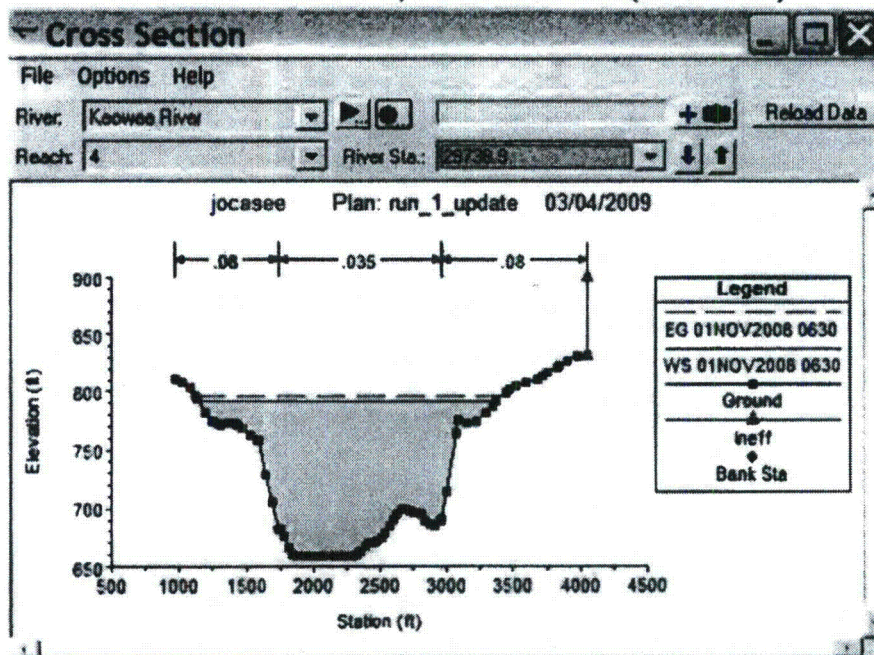 Cross Section
File Options Help
River: Keowee River
Reload Data
Reach: 4
River Sta.: 29738.9
jocasee Plan: run_1_update 03/04/2009
.08 .035 .08
900
850
800
750
700
650
500 1000 1500 2000 2500 3000 3500 4000 4500
Elevation (ft)
Station (ft)
Legend
EG 01NOV2008 0630
WS 01NOV2008 0630
Ground
Ineff
Bank Sta